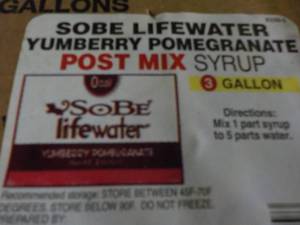 GALLONS
SOBE LIFEWATER
YUMBERRY POMEGRANATE
POST MIX SYRUP
3 GALLON
SOBE
lifewater
YUMBERRY POMEGRANATE
Directions:
Mix 1 part syrup
to 5 parts water.
Recommended storage: STORE BETWEEN 45F-70F
DEGREES. STORE BELOW 90F. DO NOT FREEZE.
PREPARED BY: